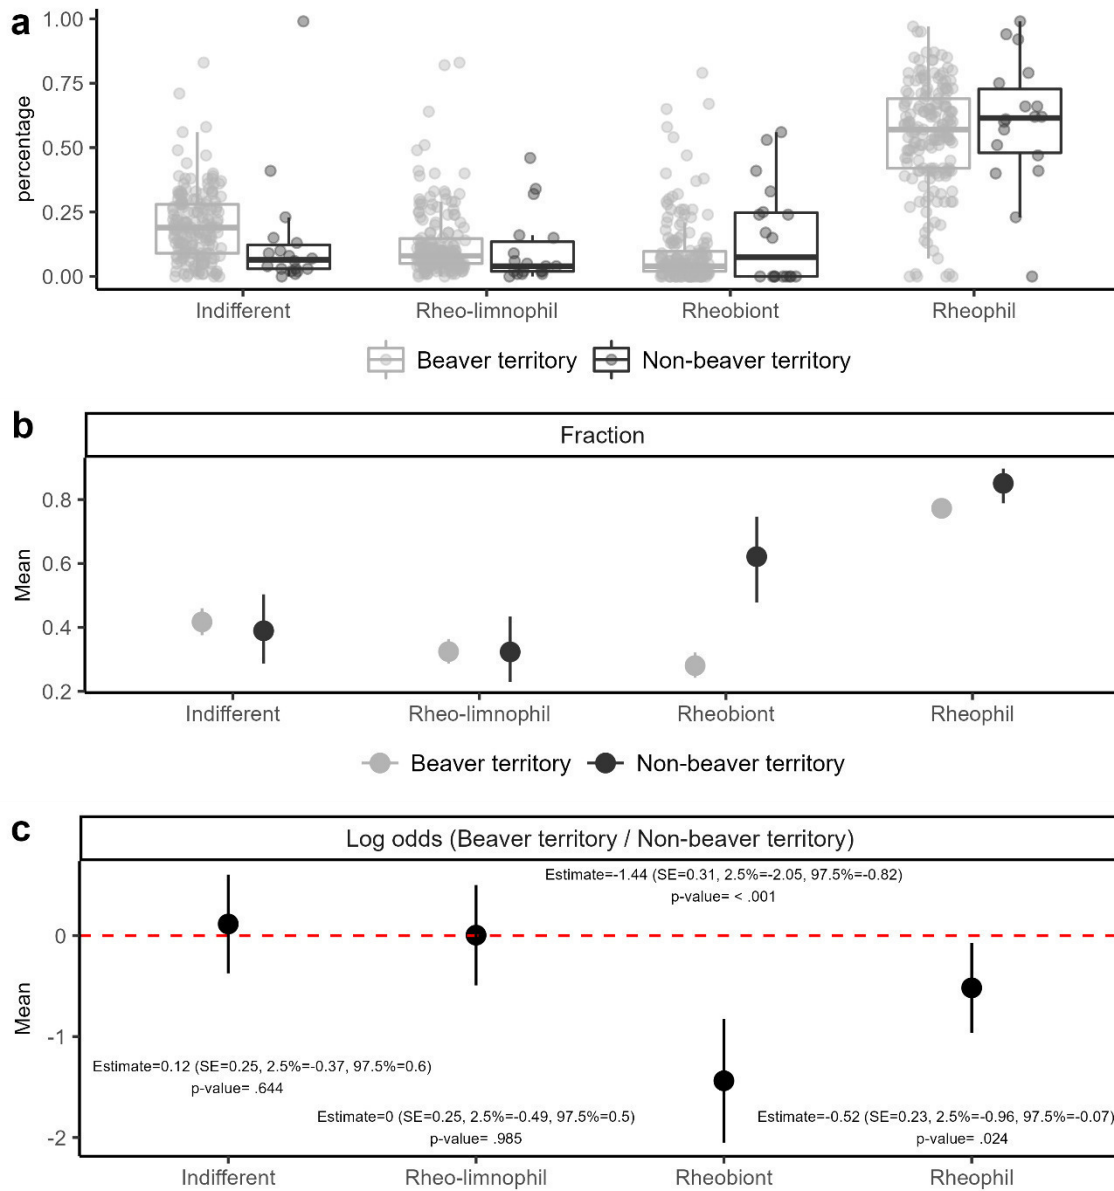 a
percentage
1.00
0.75
0.50
0.25
0.00
Indifferent Rheo-limnophil Rheobiont Rheophil
Beaver territory Non-beaver territory
b
Fraction
Mean
0.8
0.6
0.4
0.2
Indifferent Rheo-limnophil Rheobiont Rheophil
Beaver territory Non-beaver territory
c
Log odds (Beaver territory / Non-beaver territory)
Estimate=-1.44 (SE=0.31, 2.5%=-2.05, 97.5%=-0.82)
p-value= < .001
Mean
0
-1
-2
Estimate=0.12 (SE=0.25, 2.5%=-0.37, 97.5%=0.6)
p-value= .644
Estimate=0 (SE=0.25, 2.5%=-0.49, 97.5%=0.5)
p-value= .985
Estimate=-0.52 (SE=0.23, 2.5%=-0.96, 97.5%=-0.07)
p-value= .024
Indifferent Rheo-limnophil Rheobiont Rheophil